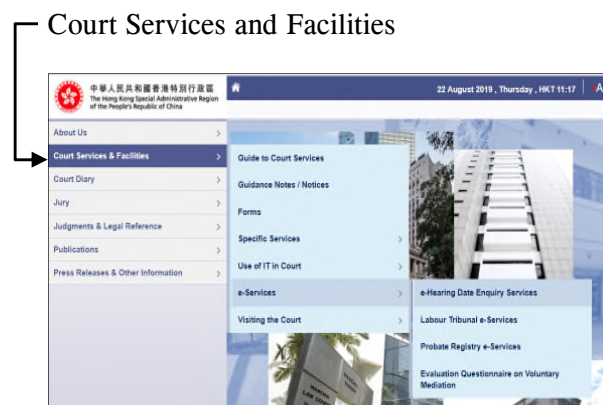 Court Services and Facilities
中華人民共和國香港特別行政區
The Hong Kong Special Administrative Region
of the People's Republic of China
22 August 2019 , Thursday , HKT 11:17
A
About Us
Court Services & Facilities
Court Diary
Jury
Judgments & Legal Reference
Publications
Press Releases & Other Information
Guide to Court Services
Guidance Notes / Notices
Forms
Specific Services
Use of IT in Court
e-Services
Visiting the Court
e-Hearing Date Enquiry Services
Labour Tribunal e-Services
Probate Registry e-Services
Evaluation Questionnaire on Voluntary
Mediation